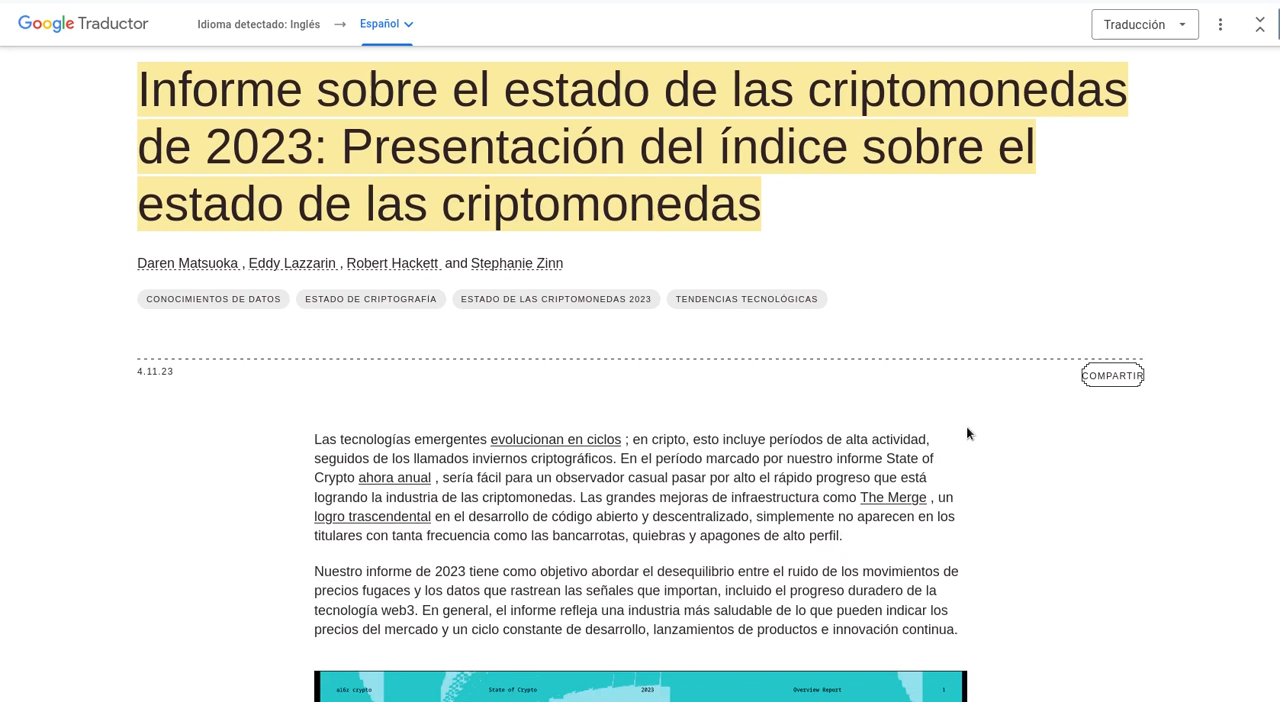 Google Traductor
Idioma detectado: Inglés → Español
Traducción
Informe sobre el estado de las criptomonedas
de 2023: Presentación del índice sobre el
estado de las criptomonedas
Daren Matsuoka , Eddy Lazzarin , Robert Hackett and Stephanie Zinn
CONOCIMIENTOS DE DATOS ESTADO DE CRIPTOGRAFÍA ESTADO DE LAS CRIPTOMONEDAS 2023 TENDENCIAS TECNOLÓGICAS
4.11.23
COMPARTIR
Las tecnologías emergentes evolucionan en ciclos ; en cripto, esto incluye períodos de alta actividad,
seguidos de los llamados inviernos criptográficos. En el período marcado por nuestro informe State of
Crypto ahora anual , sería fácil para un observador casual pasar por alto el rápido progreso que está
logrando la industria de las criptomonedas. Las grandes mejoras de infraestructura como The Merge , un
logro trascendental en el desarrollo de código abierto y descentralizado, simplemente no aparecen en los
titulares con tanta frecuencia como las bancarrotas, quiebras y apagones de alto perfil.
Nuestro informe de 2023 tiene como objetivo abordar el desequilibrio entre el ruido de los movimientos de
precios fugaces y los datos que rastrean las señales que importan, incluido el progreso duradero de la
tecnología web3. En general, el informe refleja una industria más saludable de lo que pueden indicar los
precios del mercado y un ciclo constante de desarrollo, lanzamientos de productos e innovación continua.
a16z crypto State of Crypto 2023 Overview Report 1